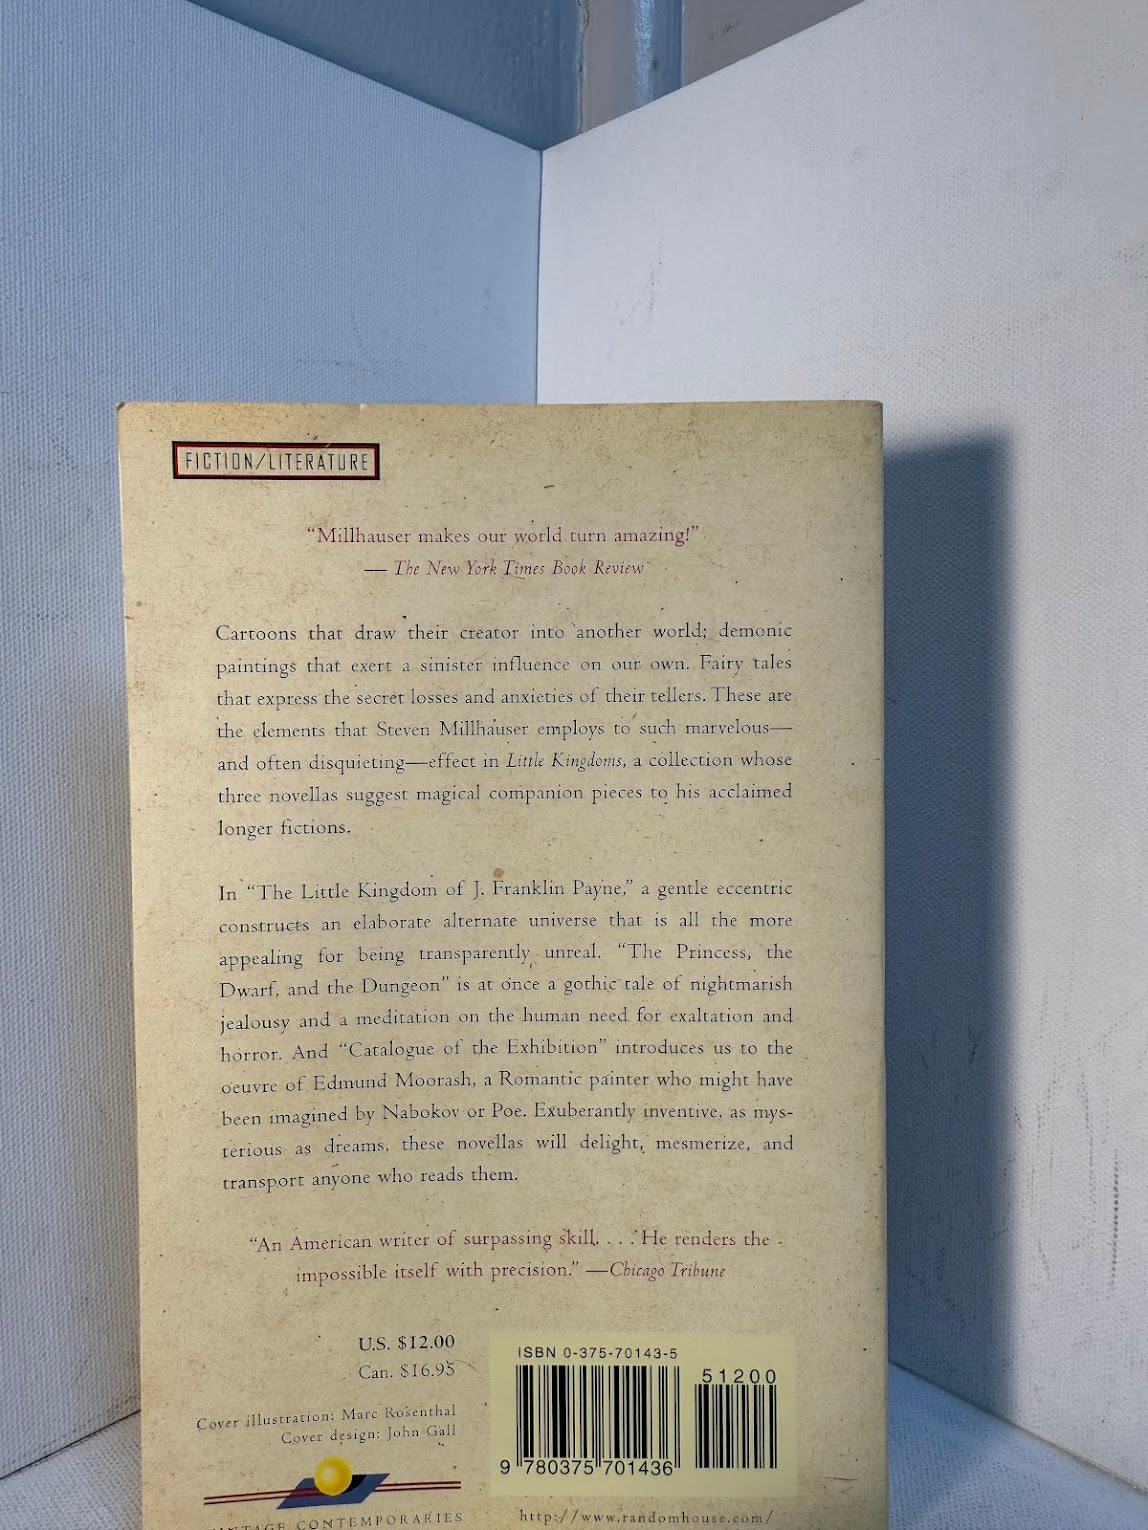 FICTION/LITERATURE
“Millhauser makes our world turn amazing!”
— The New York Times Book Review
Cartoons that draw their creator into another world; demonic
paintings that exert a sinister influence on our own. Fairy tales
that express the secret losses and anxieties of their tellers. These are
the elements that Steven Millhauser employs to such marvelous—
and often disquieting—effect in Little Kingdoms, a collection whose
three novellas suggest magical companion pieces to his acclaimed
longer fictions.
In “The Little Kingdom of J. Franklin Payne,” a gentle eccentric
constructs an elaborate alternate universe that is all the more
appealing for being transparently unreal. “The Princess, the
Dwarf, and the Dungeon” is at once a gothic tale of nightmarish
jealousy and a meditation on the human need for exaltation and
horror. And “Catalogue of the Exhibition” introduces us to the
oeuvre of Edmund Moorash, a Romantic painter who might have
been imagined by Nabokov or Poe. Exuberantly inventive, as mys-
terious as dreams, these novellas will delight, mesmerize, and
transport anyone who reads them.
“An American writer of surpassing skill. . . . He renders the
impossible itself with precision.” —Chicago Tribune
U.S. $12.00
Can. $16.95
Cover illustration: Marc Rosenthal
Cover design: John Gall
CONTEMPORARIES
ISBN 0-375-70143-5
51200
9 780375 701436
http://www.randomhouse.com/